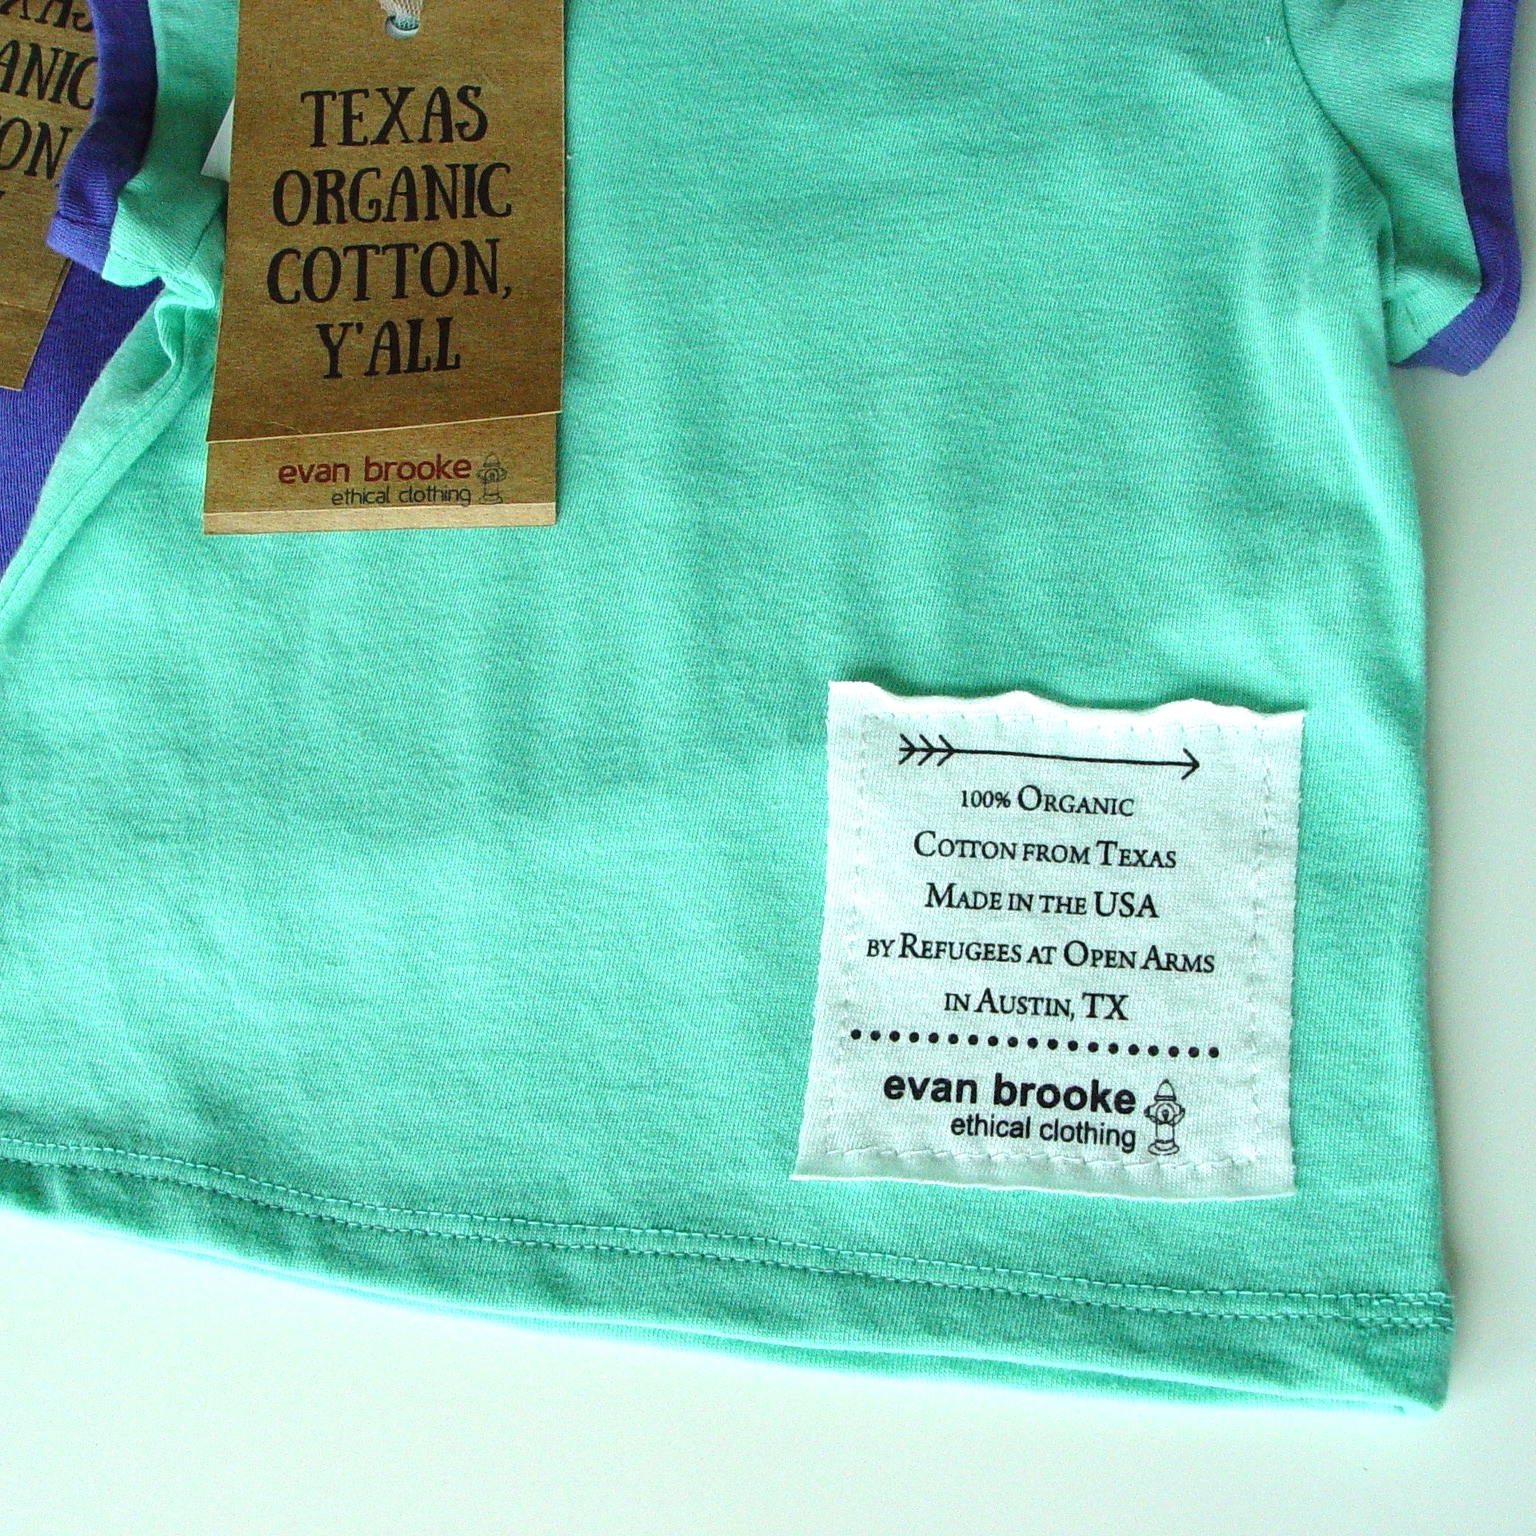 TEXAS
ORGANIC
COTTON,
Y'ALL
evan brooke
ethical clothing
100% ORGANIC
COTTON FROM TEXAS
MADE IN THE USA
BY REFUGEES AT OPEN ARMS
IN AUSTIN, TX
evan brooke
ethical clothing